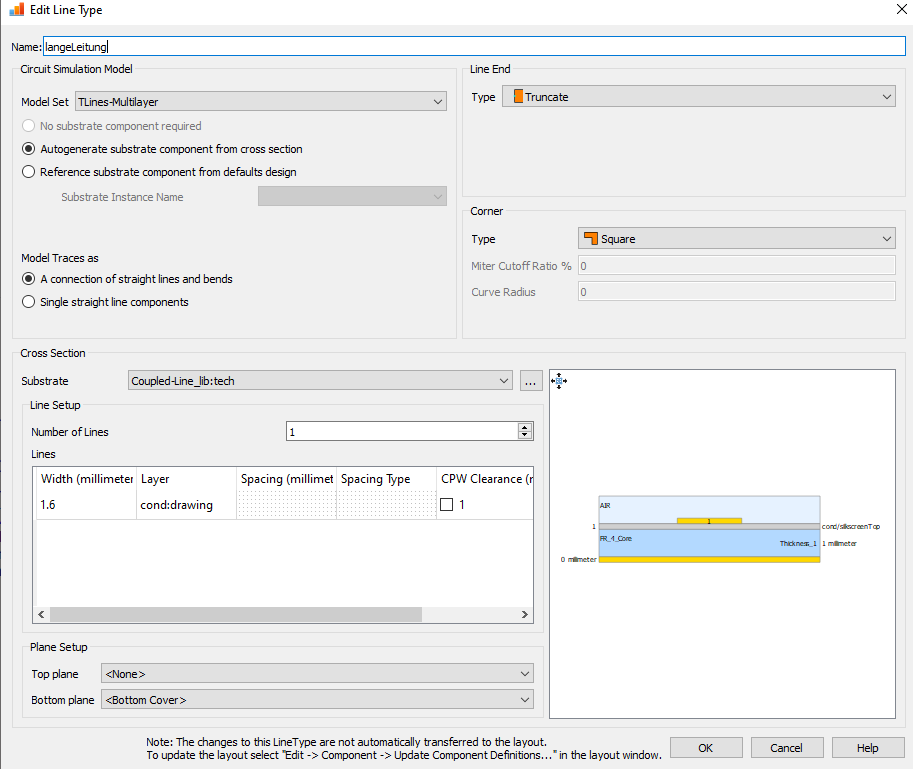 Edit Line Type
Name: langeLeitung
Circuit Simulation Model
Model Set TLines-Multilayer
No substrate component required
Autogenerate substrate component from cross section
Reference substrate component from defaults design
Substrate Instance Name
Model Traces as
A connection of straight lines and bends
Single straight line components
Line End
Type Truncate
Corner
Type Square
Miter Cutoff Ratio % 0
Curve Radius 0
Cross Section
Substrate Coupled-Line_lib:tech ...
Line Setup
Number of Lines 1
Lines
Width (millimeter Layer Spacing (millimet Spacing Type CPW Clearance (r
1.6 cond:drawing 1
Plane Setup
Top plane <None>
Bottom plane <Bottom Cover>
AIR
1
1 cond/silkscreenTop
FR_4_Core Thickness_1 1 millimeter
0 millimeter
Note: The changes to this LineType are not automatically transferred to the layout.
To update the layout select "Edit -> Component -> Update Component Definitions..." in the layout window.
OK Cancel Help